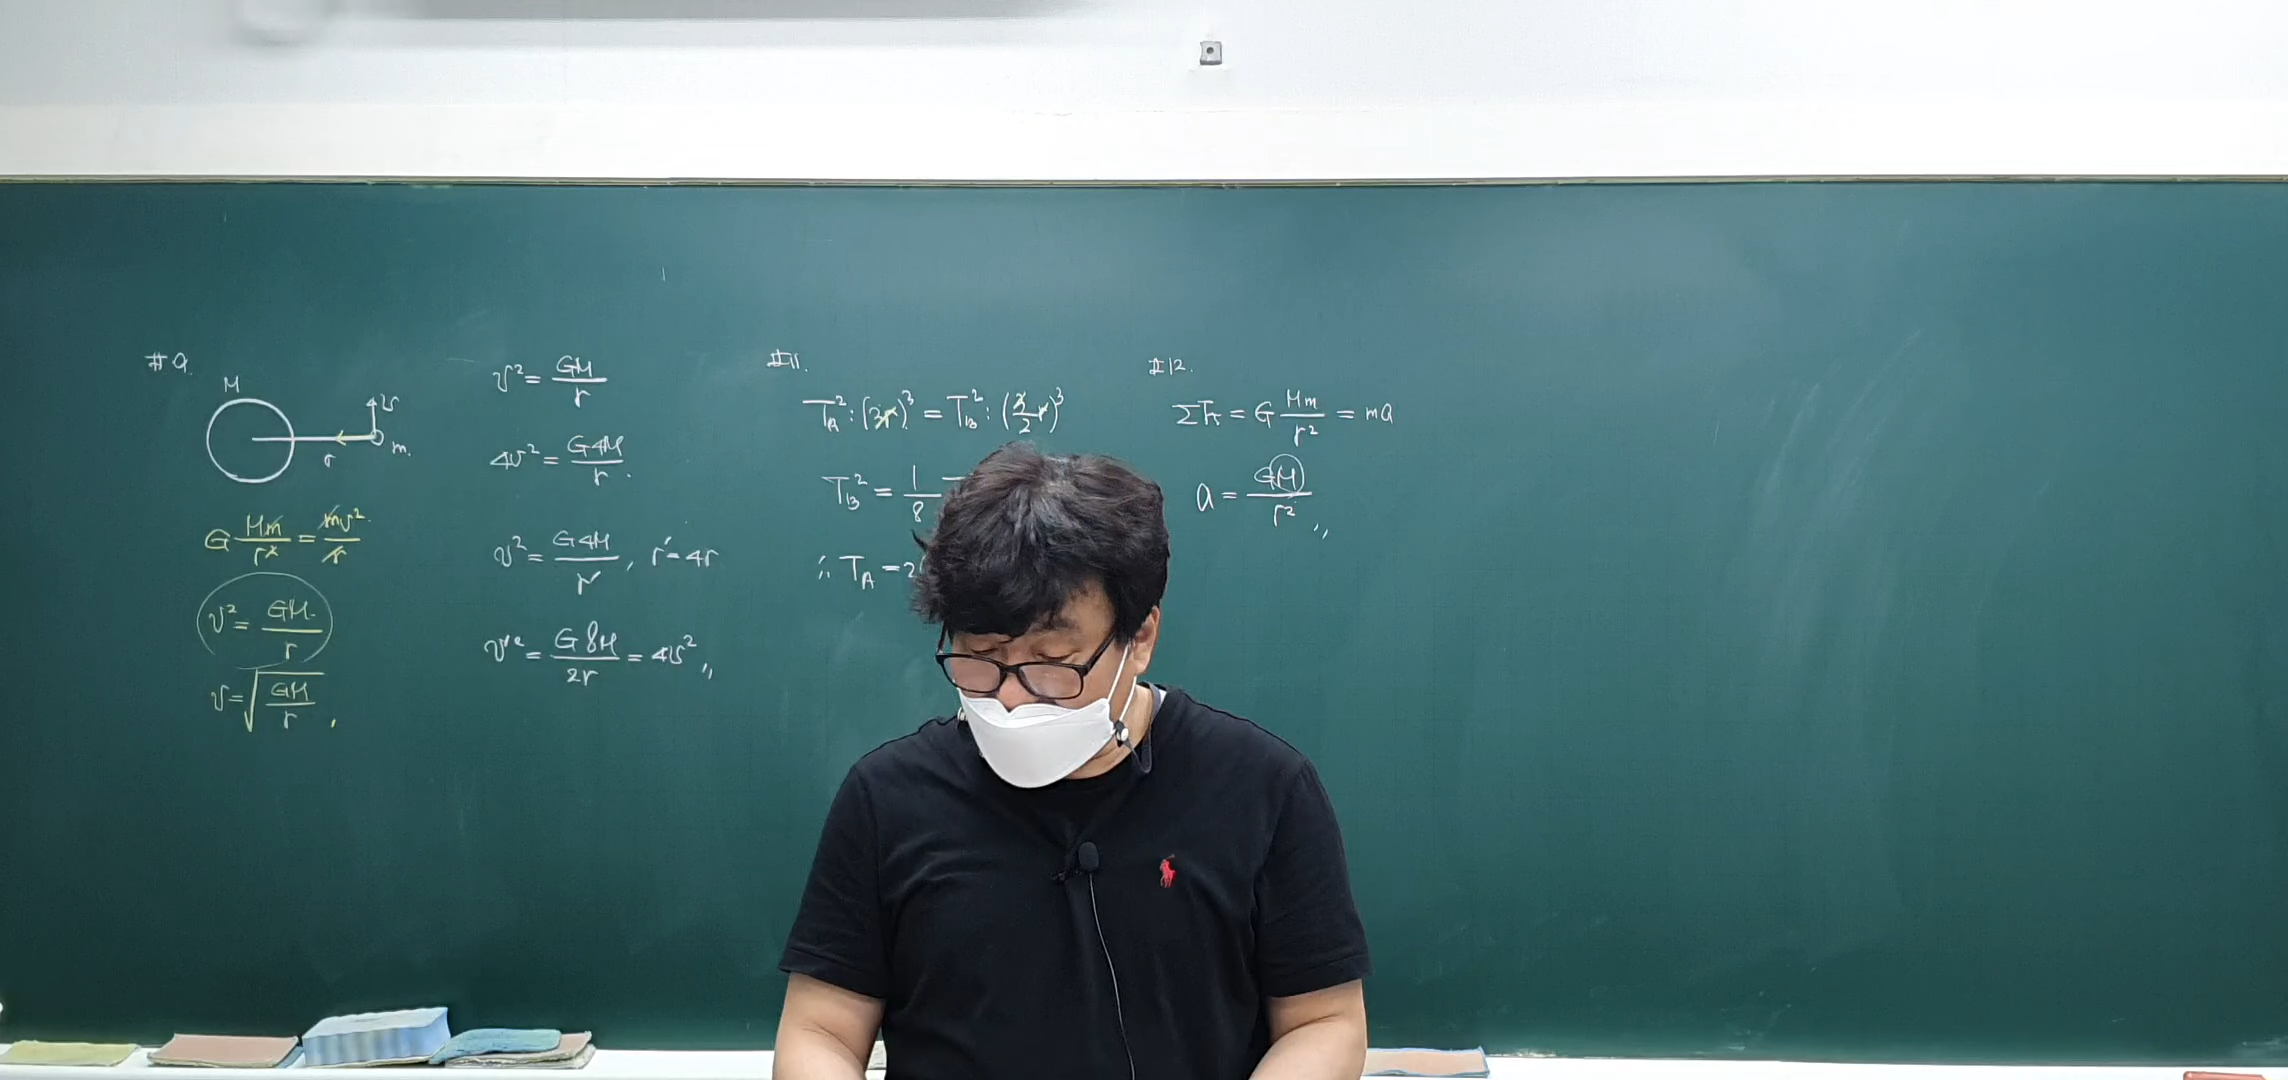 #9.
M
v
m.
r
G Mm/r² = mv²/r
v² = GM/r
v = √(GM/r)
v² = GM/r
4v² = G4M/r.
v² = G4M/r', r' = 4r
v'² = G8M/2r = 4v²,,
#11.
T_A² : (3r)³ = T_B² : (3/2 r)³
T_B² = 1/8
∴ T_A = 2
#12.
ΣF = G Mm/r² = ma
a = GM/r²,,